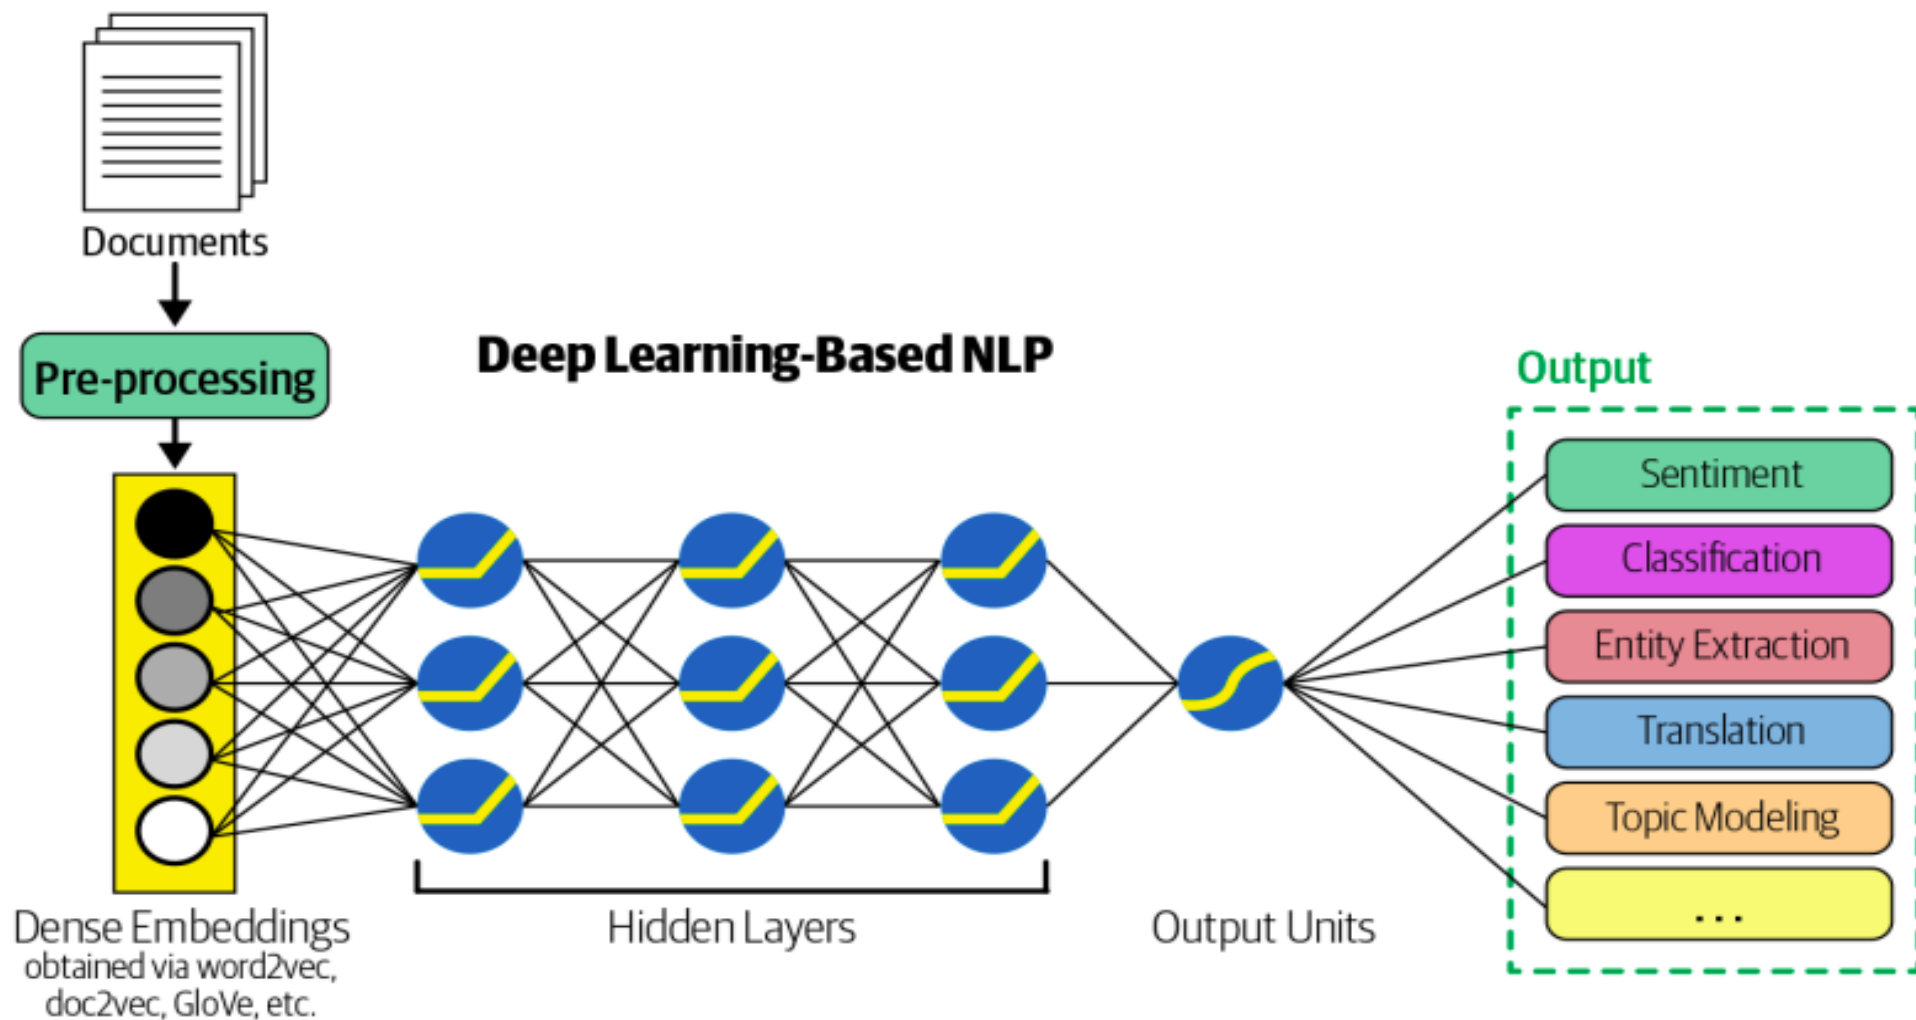 Documents
Pre-processing
Deep Learning-Based NLP
Dense Embeddings
obtained via word2vec,
doc2vec, GloVe, etc.
Hidden Layers
Output Units
Output
Sentiment
Classification
Entity Extraction
Translation
Topic Modeling
...